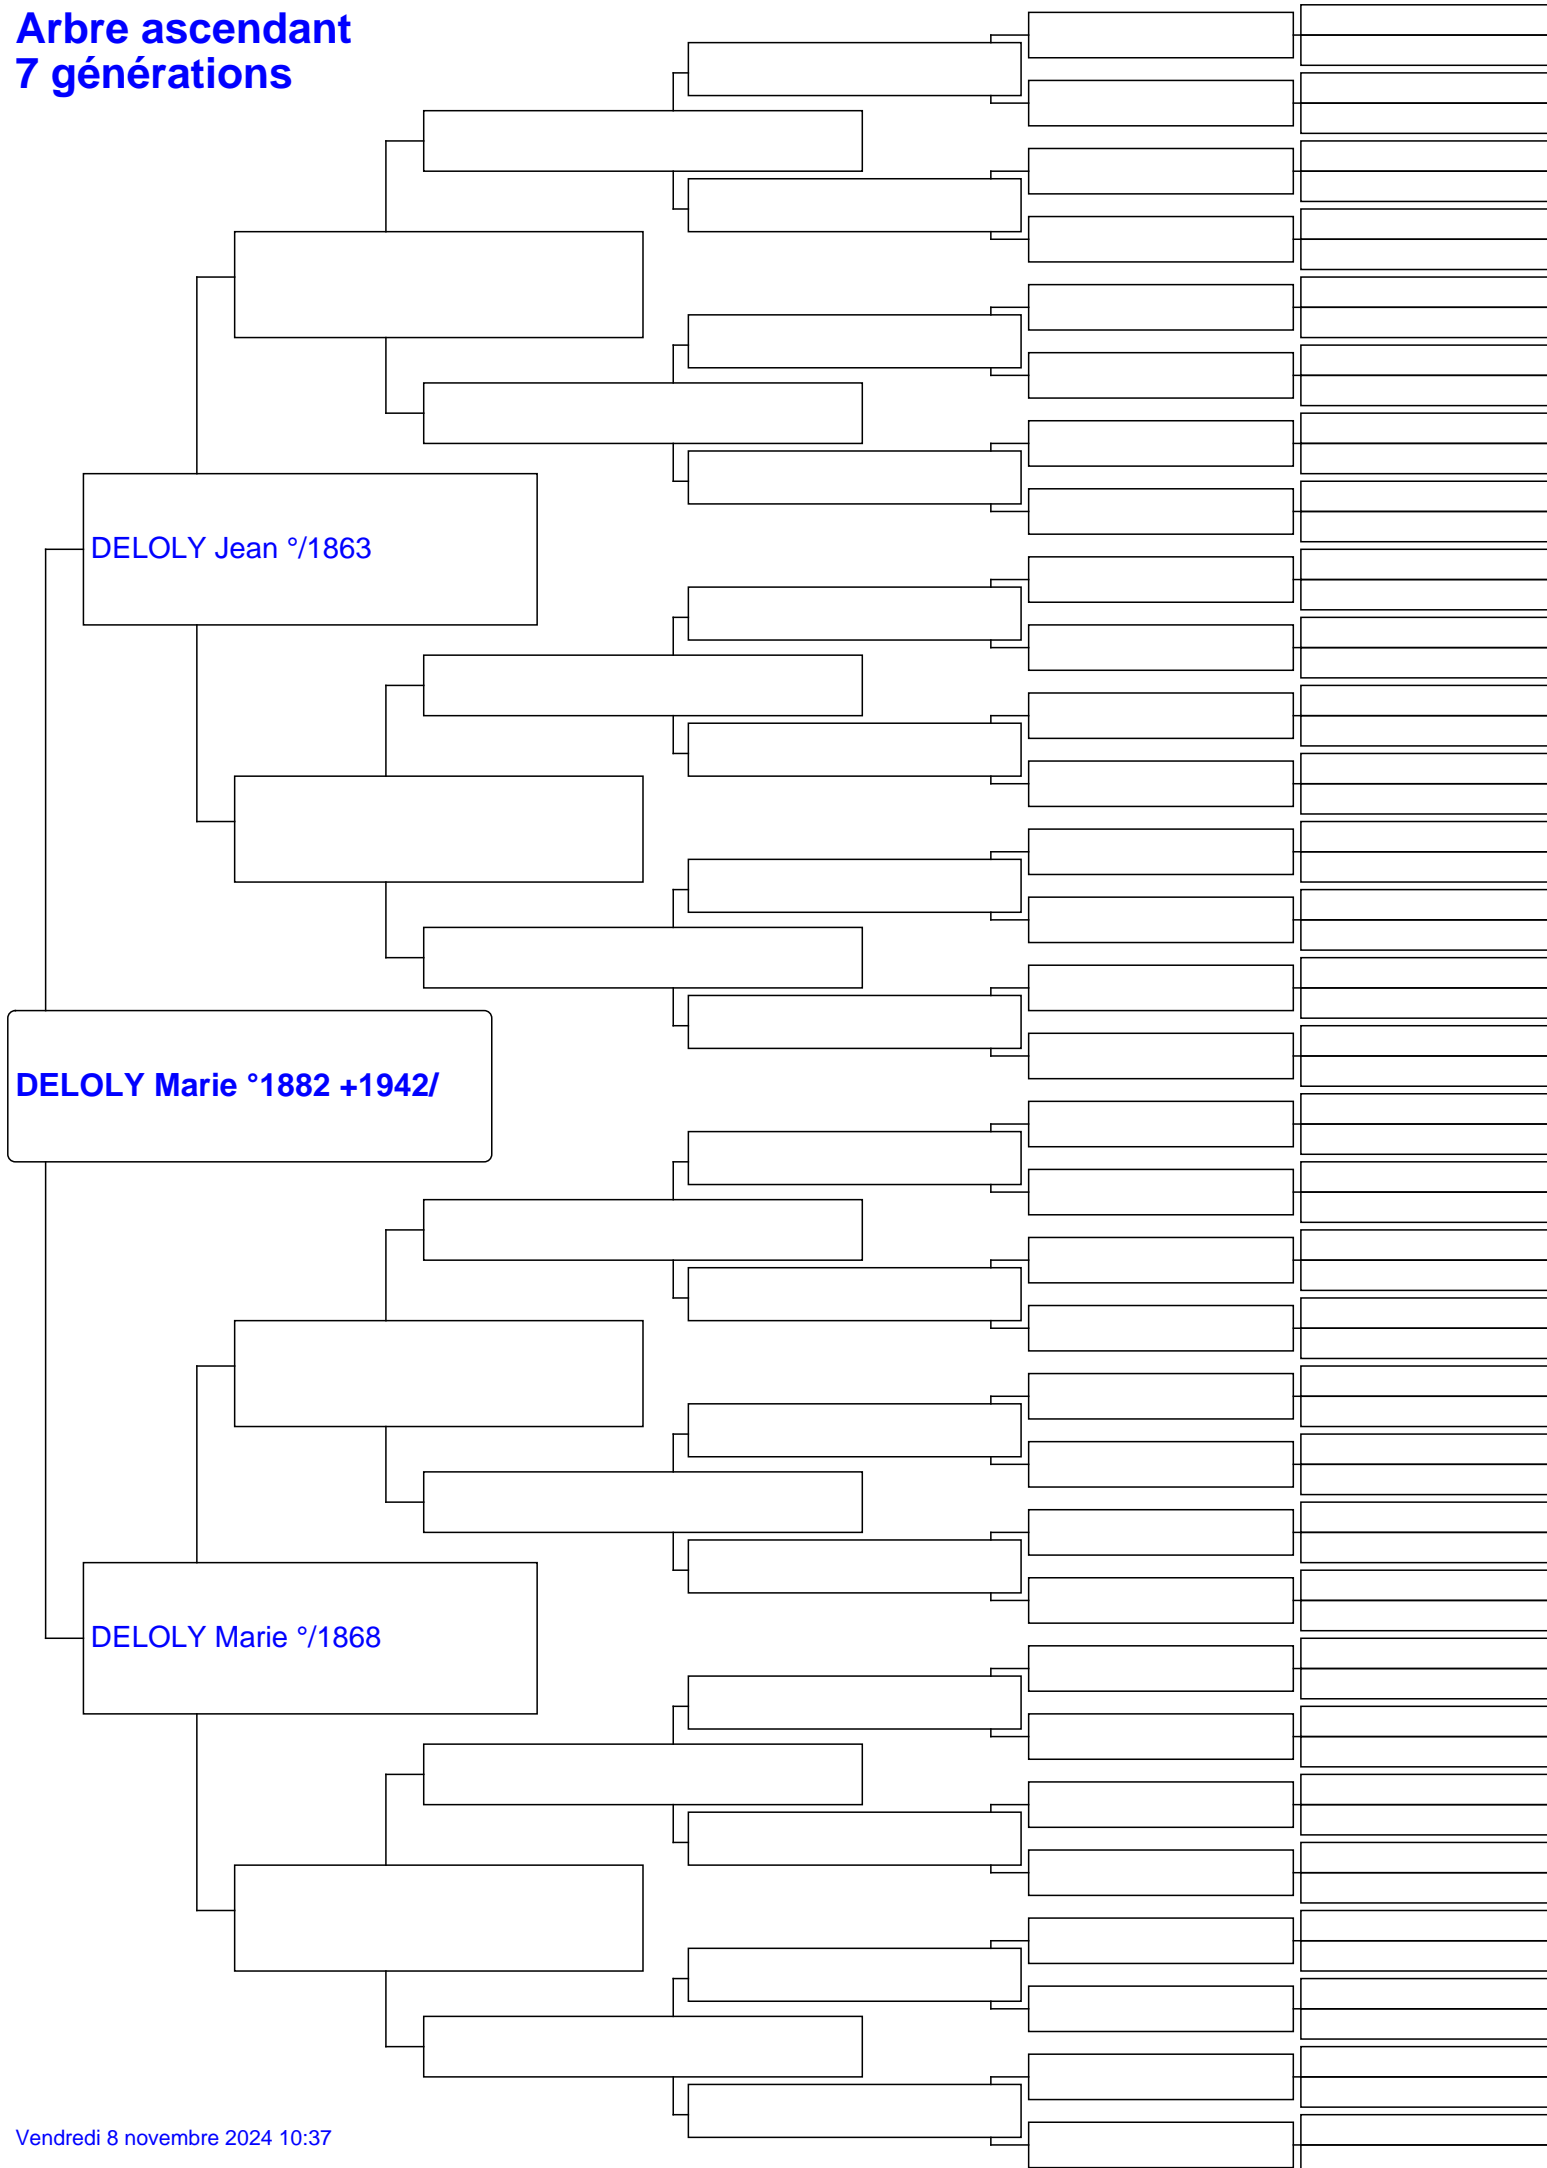 Arbre ascendant
7 générations
DELOLY Jean °/1863
DELOLY Marie °1882 +1942/
DELOLY Marie °/1868
Vendredi 8 novembre 2024 10:37